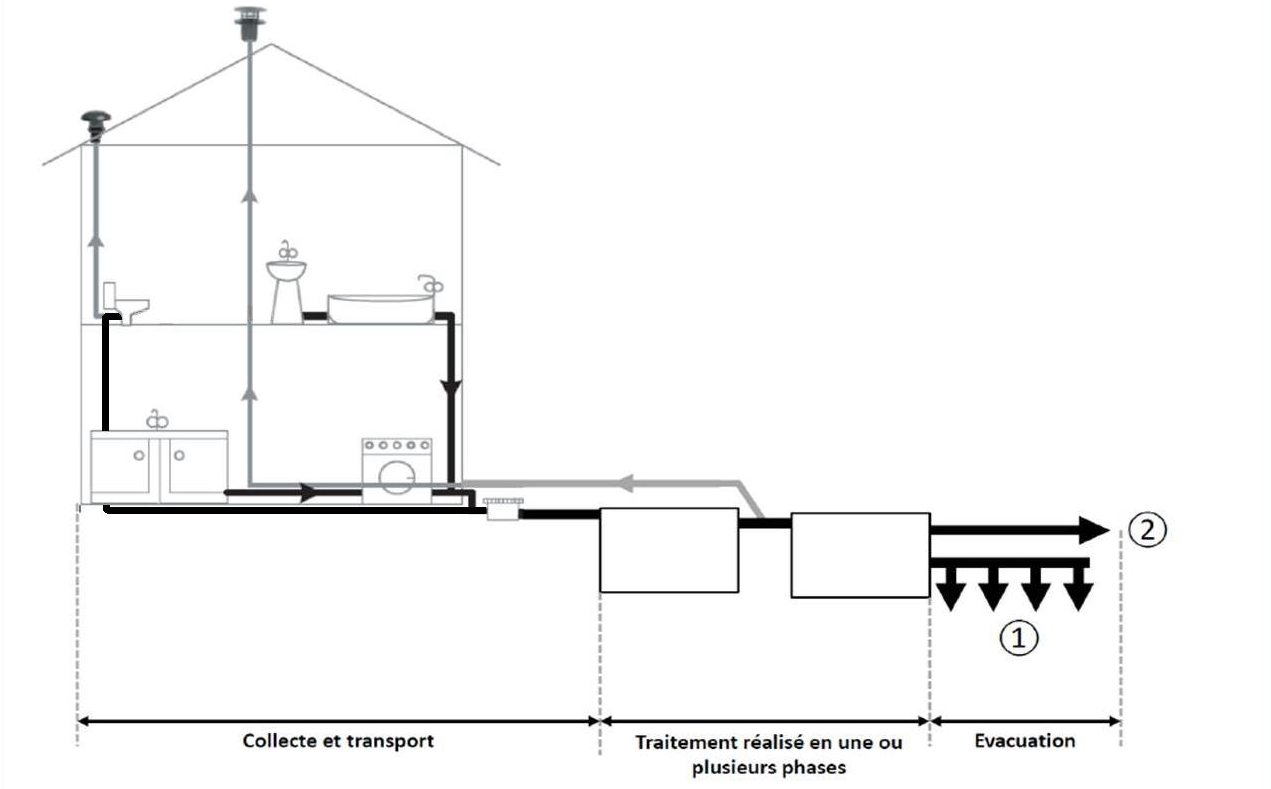 ②
①
Collecte et transport
Traitement réalisé en une ou
plusieurs phases
Evacuation